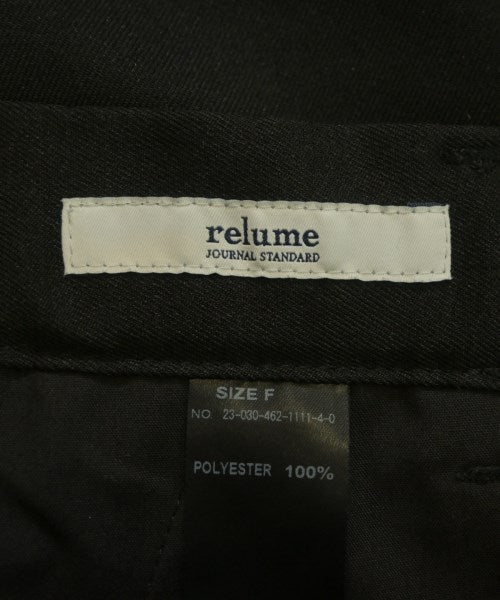 relume
JOURNAL STANDARD
SIZE F
NO. 23-030-462-1111-4-0
POLYESTER 100%